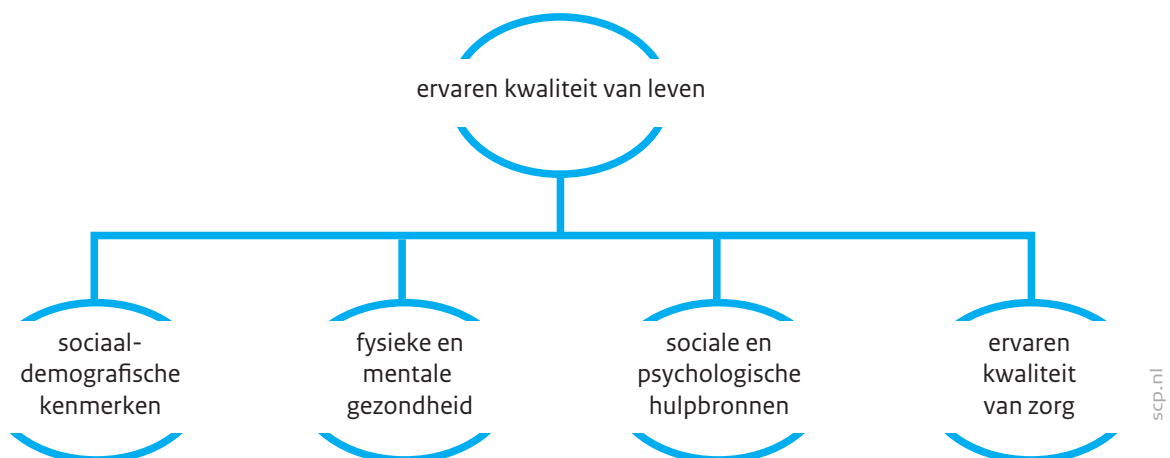 ervaren kwaliteit van leven
sociaal-
demografische
kenmerken
fysieke en
mentale
gezondheid
sociale en
psychologische
hulpbronnen
ervaren
kwaliteit
van zorg
scp.nl